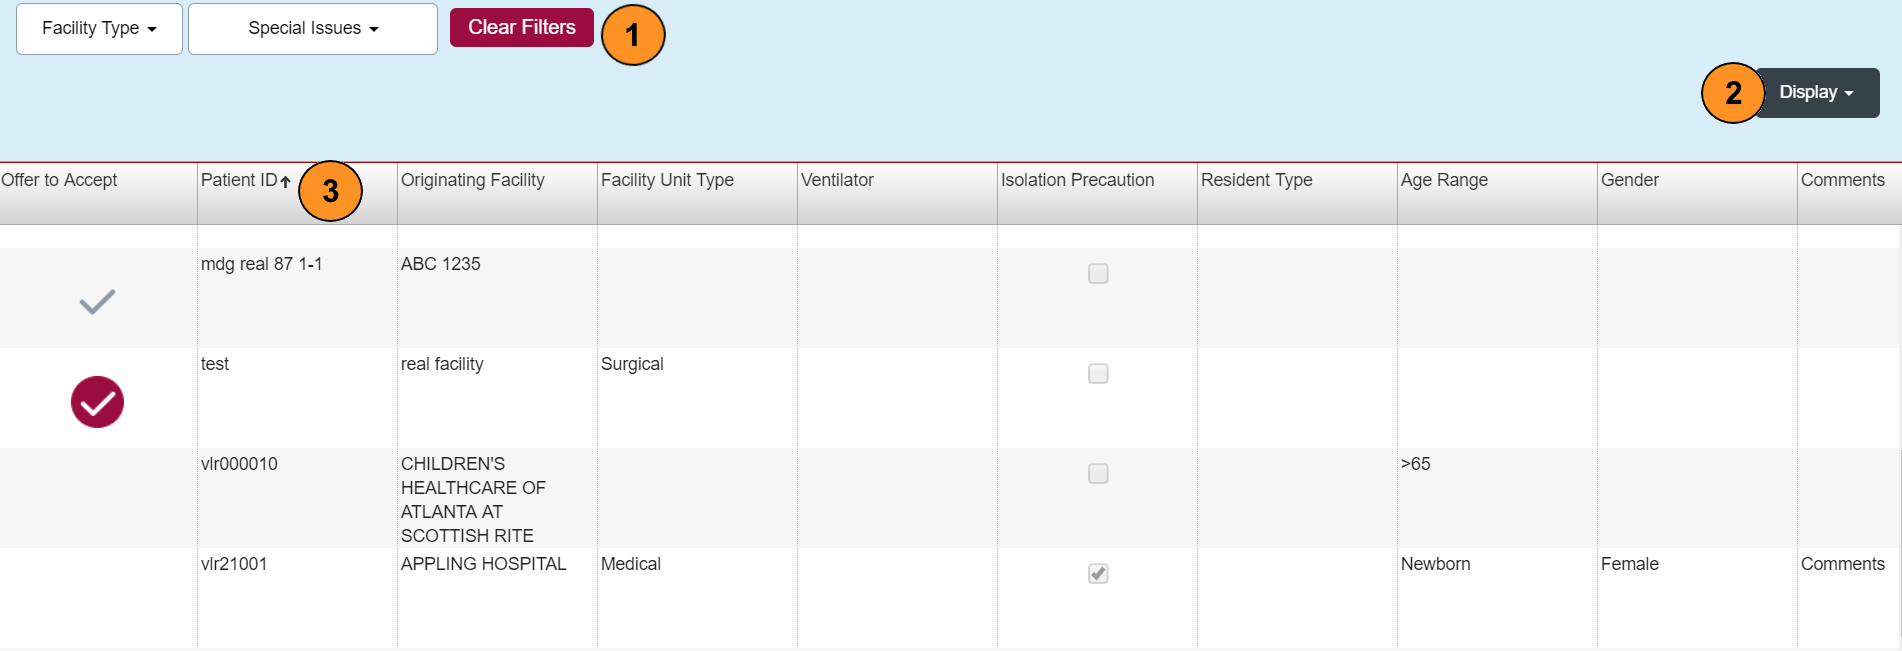 Facility Type
Special Issues
Clear Filters
1
2
Display
Offer to Accept
Patient ID
3
Originating Facility
Facility Unit Type
Ventilator
Isolation Precaution
Resident Type
Age Range
Gender
Comments
mdg real 87 1-1
ABC 1235
test
real facility
Surgical
vlr000010
CHILDREN'S
HEALTHCARE OF
ATLANTA AT
SCOTTISH RITE
>65
vlr21001
APPLING HOSPITAL
Medical
Newborn
Female
Comments